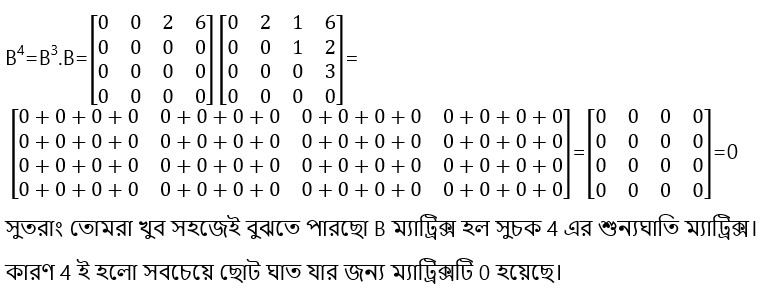 B⁴=B³.B= [0 0 2 6; 0 0 0 0; 0 0 0 0; 0 0 0 0] [0 2 1 6; 0 0 1 2; 0 0 0 3; 0 0 0 0] =
[0 + 0 + 0 + 0 0 + 0 + 0 + 0 0 + 0 + 0 + 0 0 + 0 + 0 + 0; 0 + 0 + 0 + 0 0 + 0 + 0 + 0 0 + 0 + 0 + 0 0 + 0 + 0 + 0; 0 + 0 + 0 + 0 0 + 0 + 0 + 0 0 + 0 + 0 + 0 0 + 0 + 0 + 0; 0 + 0 + 0 + 0 0 + 0 + 0 + 0 0 + 0 + 0 + 0 0 + 0 + 0 + 0] = [0 0 0 0; 0 0 0 0; 0 0 0 0; 0 0 0 0] =0
সুতরাং তোমরা খুব সহজেই বুঝতে পারছো B ম্যাট্রিক্স হল সুচক 4 এর শুন্যঘাতি ম্যাট্রিক্স।
কারণ 4 ই হলো সবচেয়ে ছোট ঘাত যার জন্য ম্যাট্রিক্সটি 0 হয়েছে।